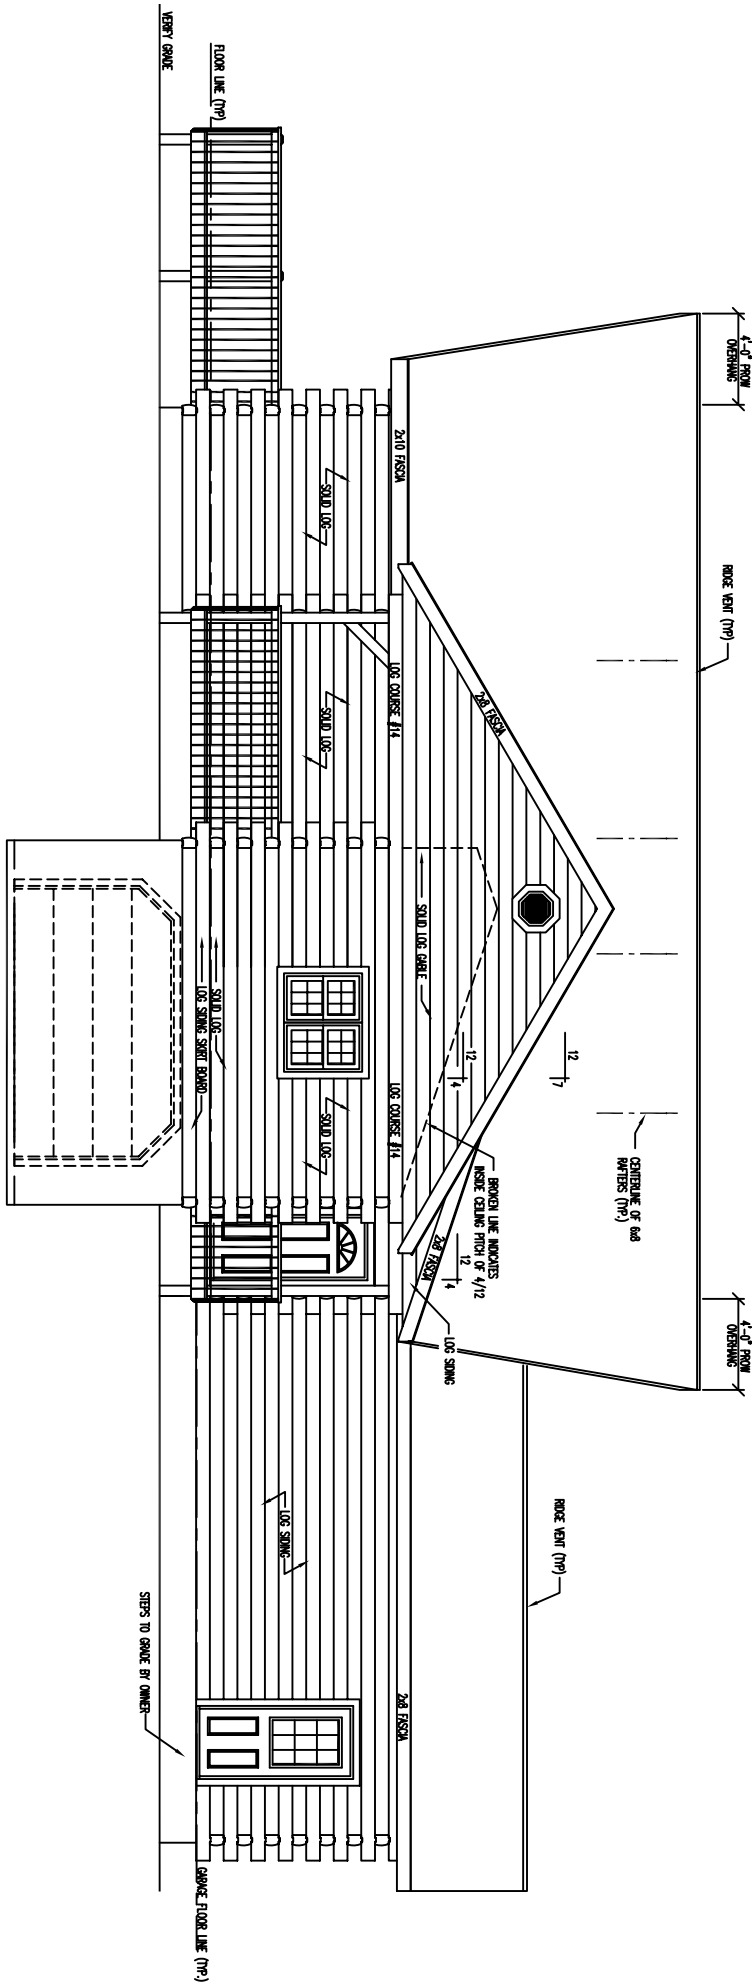 4'-0" PROW
OVERHANG
4'-0" PROW
OVERHANG
RIDGE VENT (TYP)
CENTERLINE OF 6x8
RAFTERS (TYP.)
RIDGE VENT (TYP)
12
7
2x8 FASCIA
12
4
BROKEN LINE INDICATES
INSIDE CEILING PITCH OF 4/12
12
4
2x8 FASCIA
LOG SIDING
SOLID LOG GABLE
2x10 FASCIA
LOG COURSE #14
LOG COURSE #14
2x8 FASCIA
SOLID LOG
SOLID LOG
SOLID LOG
LOG SIDING
FLOOR LINE (TYP)
SOLID LOG
LOG SIDING SKIRT BOARD
GARAGE FLOOR LINE (TYP.)
VERIFY GRADE
STEPS TO GRADE BY OWNER